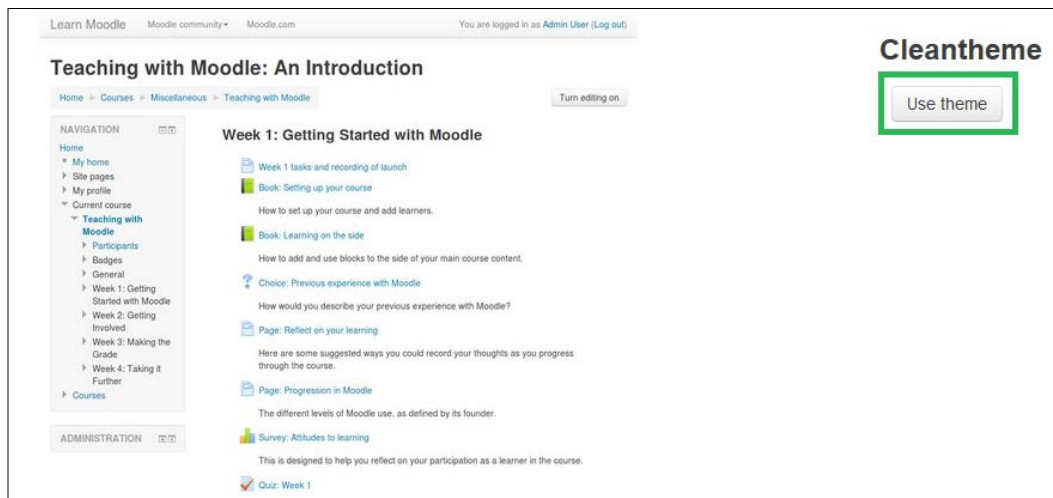 Learn Moodle Moodle community Moodle.com You are logged in as Admin User (Log out)
Teaching with Moodle: An Introduction
Home Courses Miscellaneous Teaching with Moodle Turn editing on
NAVIGATION
Home
My home
Site pages
My profile
Current course
Teaching with
Moodle
Participants
Badges
General
Week 1: Getting
Started with Moodle
Week 2: Getting
Involved
Week 3: Making the
Grade
Week 4: Taking it
Further
Courses
ADMINISTRATION
Week 1: Getting Started with Moodle
Week 1 tasks and recording of launch
Book: Setting up your course
How to set up your course and add learners.
Book: Learning on the side
How to add and use blocks to the side of your main course content.
Choice: Previous experience with Moodle
How would you describe your previous experience with Moodle?
Page: Reflect on your learning
Here are some suggested ways you could record your thoughts as you progress
through the course.
Page: Progression in Moodle
The different levels of Moodle use, as defined by its founder.
Survey: Attitudes to learning
This is designed to help you reflect on your participation as a learner in the course.
Quiz: Week 1
Cleantheme
Use theme